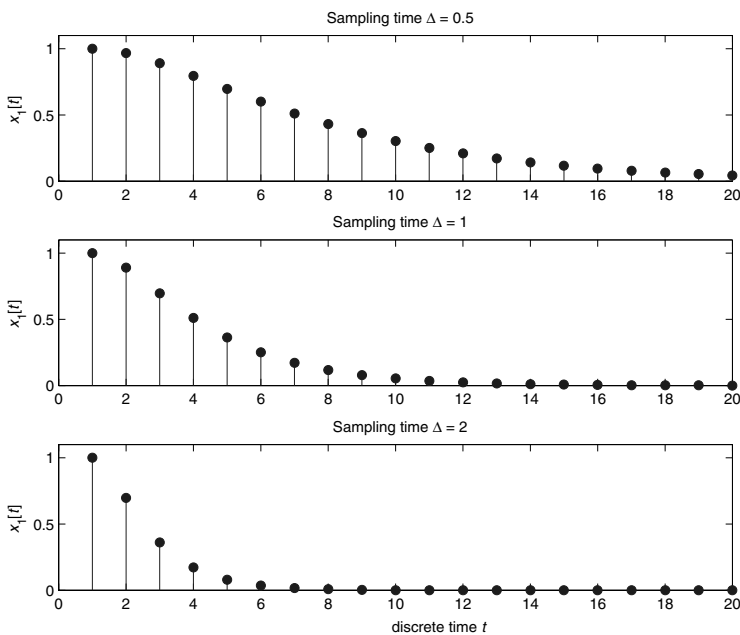 Sampling time Δ = 0.5
x1[t]
1
0.5
0
0 2 4 6 8 10 12 14 16 18 20
Sampling time Δ = 1
x1[t]
1
0.5
0
0 2 4 6 8 10 12 14 16 18 20
Sampling time Δ = 2
x1[t]
1
0.5
0
0 2 4 6 8 10 12 14 16 18 20
discrete time t